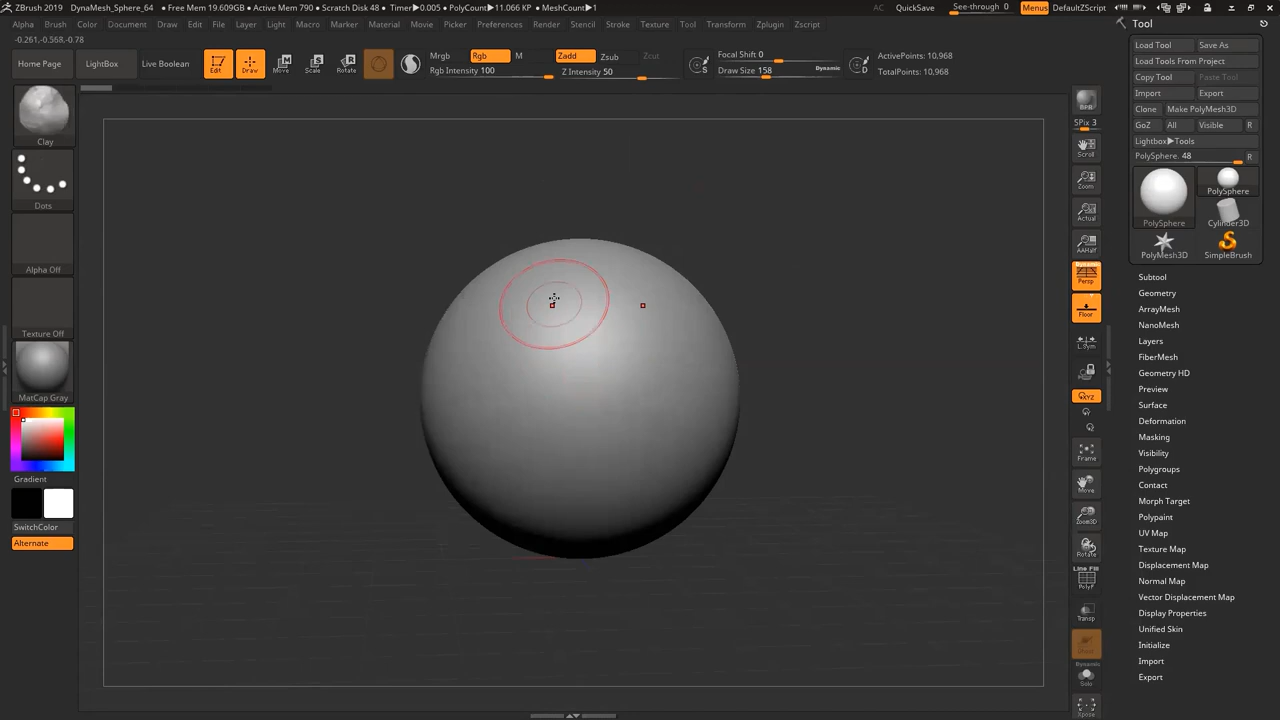 ZBrush 2019 DynaMesh_Sphere_64 • Free Mem 19.609GB • Active Mem 790 • Scratch Disk 48 • Timer▶0.005 • PolyCount▶11.066 KP • MeshCount▶1 AC QuickSave See-through 0 Menus DefaultZScript
Alpha Brush Color Document Draw Edit File Layer Light Macro Marker Material Movie Picker Preferences Render Stencil Stroke Texture Tool Transform Zplugin Zscript
-0.261,-0.568,-0.78
Home Page
LightBox
Live Boolean
Edit
Draw
Move
Scale
Rotate
Mrgb Rgb M
Rgb Intensity 100
Zadd Zsub Zcut
Z Intensity 50
S
Focal Shift 0
Draw Size 158 Dynamic
D
ActivePoints: 10,968
TotalPoints: 10,968
Clay
Dots
Alpha Off
Texture Off
MatCap Gray
Gradient
SwitchColor
Alternate
BPR
SPix 3
Scroll
Zoom
Actual
AAHalf
Dynamic
Persp
Floor
L.Sym
XYZ
Frame
Move
Zoom3D
Rotate
Line Fill
PolyF
Transp
Dynamic
Solo
Xpose
Tool
Load Tool Save As
Load Tools From Project
Copy Tool Paste Tool
Import Export
Clone Make PolyMesh3D
GoZ All Visible R
Lightbox▶Tools
PolySphere. 48 R
PolySphere
PolySphere
Cylinder3D
PolyMesh3D
SimpleBrush
Subtool
Geometry
ArrayMesh
NanoMesh
Layers
FiberMesh
Geometry HD
Preview
Surface
Deformation
Masking
Visibility
Polygroups
Contact
Morph Target
Polypaint
UV Map
Texture Map
Displacement Map
Normal Map
Vector Displacement Map
Display Properties
Unified Skin
Initialize
Import
Export